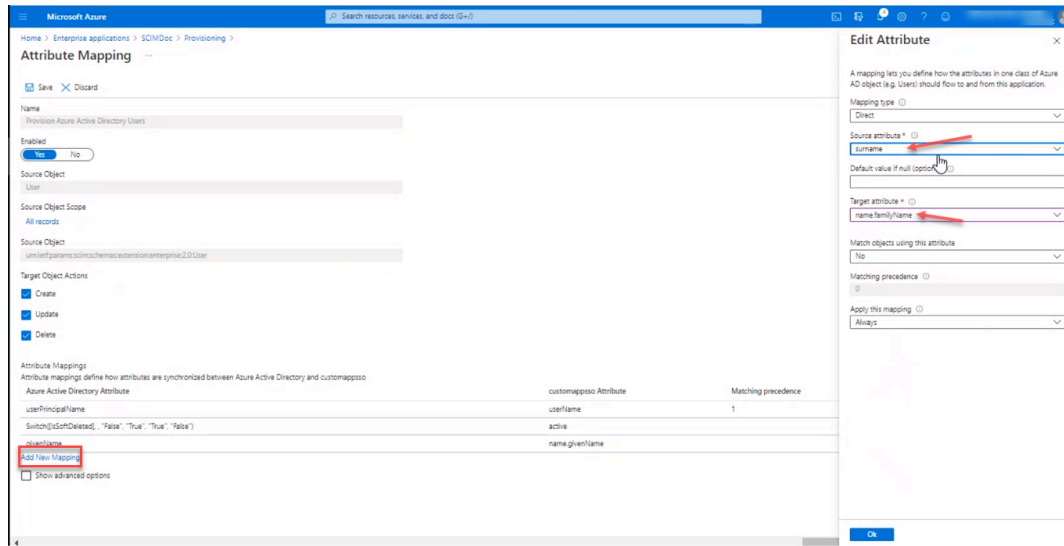 Microsoft Azure
Search resources, services, and docs (G+/)
Home > Enterprise applications > SCIMDoc > Provisioning >
Attribute Mapping ...
Save Discard
Name
Provision Azure Active Directory Users
Enabled
Yes No
Source Object
User
Source Object Scope
All records
Source Object
urn:ietf:params:scim:schemas:extension:enterprise:2.0:User
Target Object Actions
Create
Update
Delete
Attribute Mappings
Attribute mappings define how attributes are synchronized between Azure Active Directory and customappsso
Azure Active Directory Attribute customappsso Attribute Matching precedence
userPrincipalName userName 1
Switch([IsSoftDeleted], , "False", "True", "True", "False") active
givenName name.givenName
Add New Mapping
Show advanced options
Edit Attribute
A mapping lets you define how the attributes in one class of Azure
AD object (e.g. Users) should flow to and from this application.
Mapping type
Direct
Source attribute *
surname
Default value if null (option
Target attribute *
name.familyName
Match objects using this attribute
No
Matching precedence
0
Apply this mapping
Always
Ok